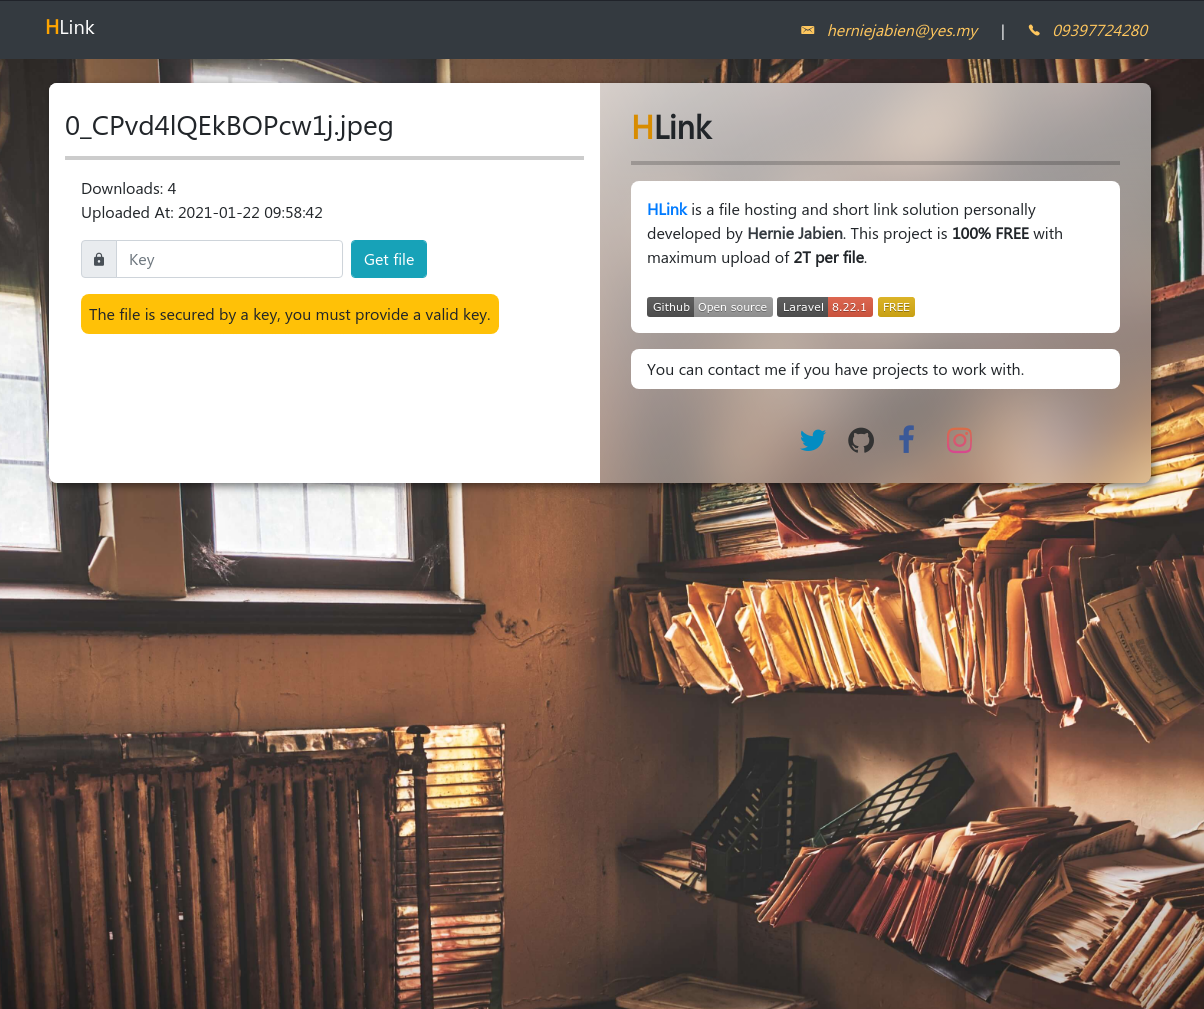 HLink
herniejabien@yes.my | 09397724280
0_CPvd4lQEkBOPcw1j.jpeg
Downloads: 4
Uploaded At: 2021-01-22 09:58:42
Key
Get file
The file is secured by a key, you must provide a valid key.
HLink
HLink is a file hosting and short link solution personally
developed by Hernie Jabien. This project is 100% FREE with
maximum upload of 2T per file.
Github Open source Laravel 8.22.1 FREE
You can contact me if you have projects to work with.